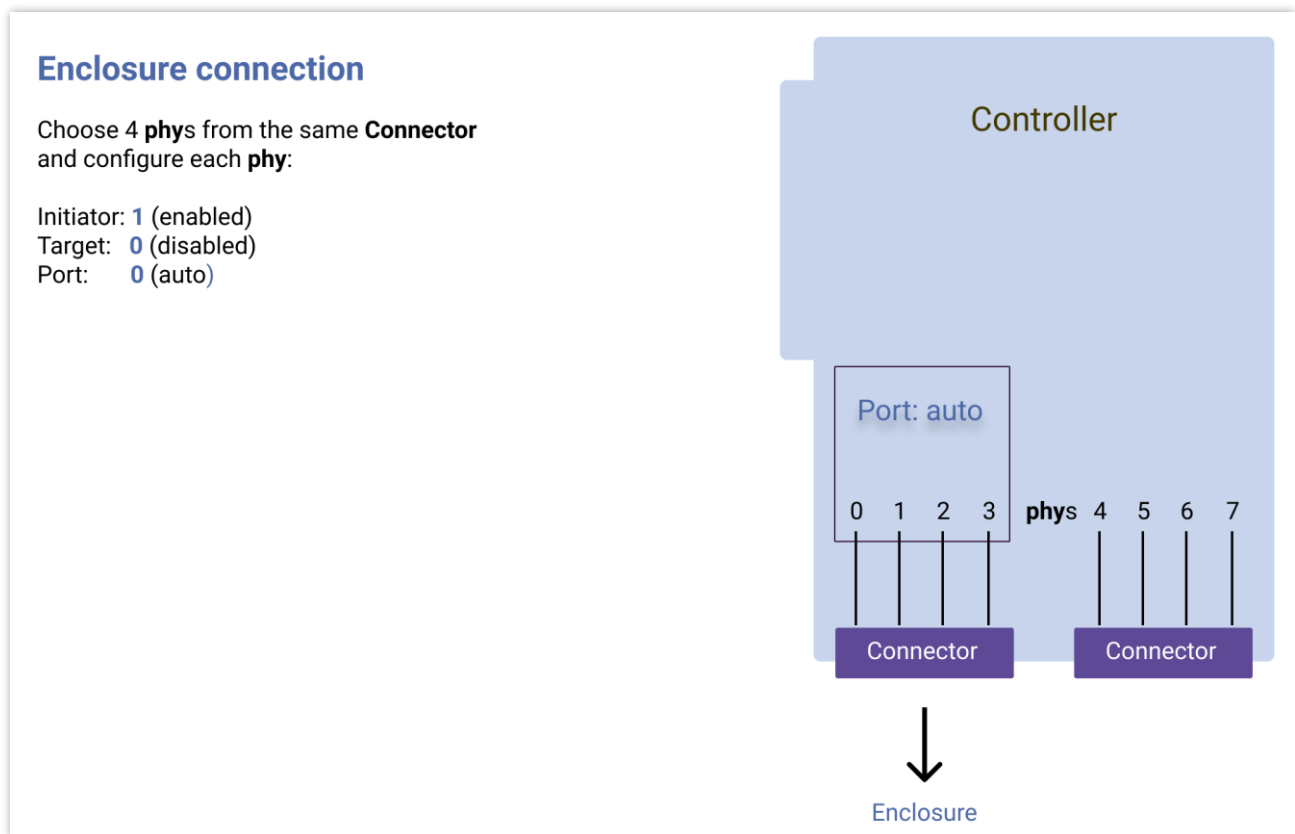 Enclosure connection
Choose 4 phys from the same Connector
and configure each phy:
Initiator: 1 (enabled)
Target: 0 (disabled)
Port: 0 (auto)
Controller
Port: auto
0 1 2 3 phys 4 5 6 7
Connector Connector
Enclosure